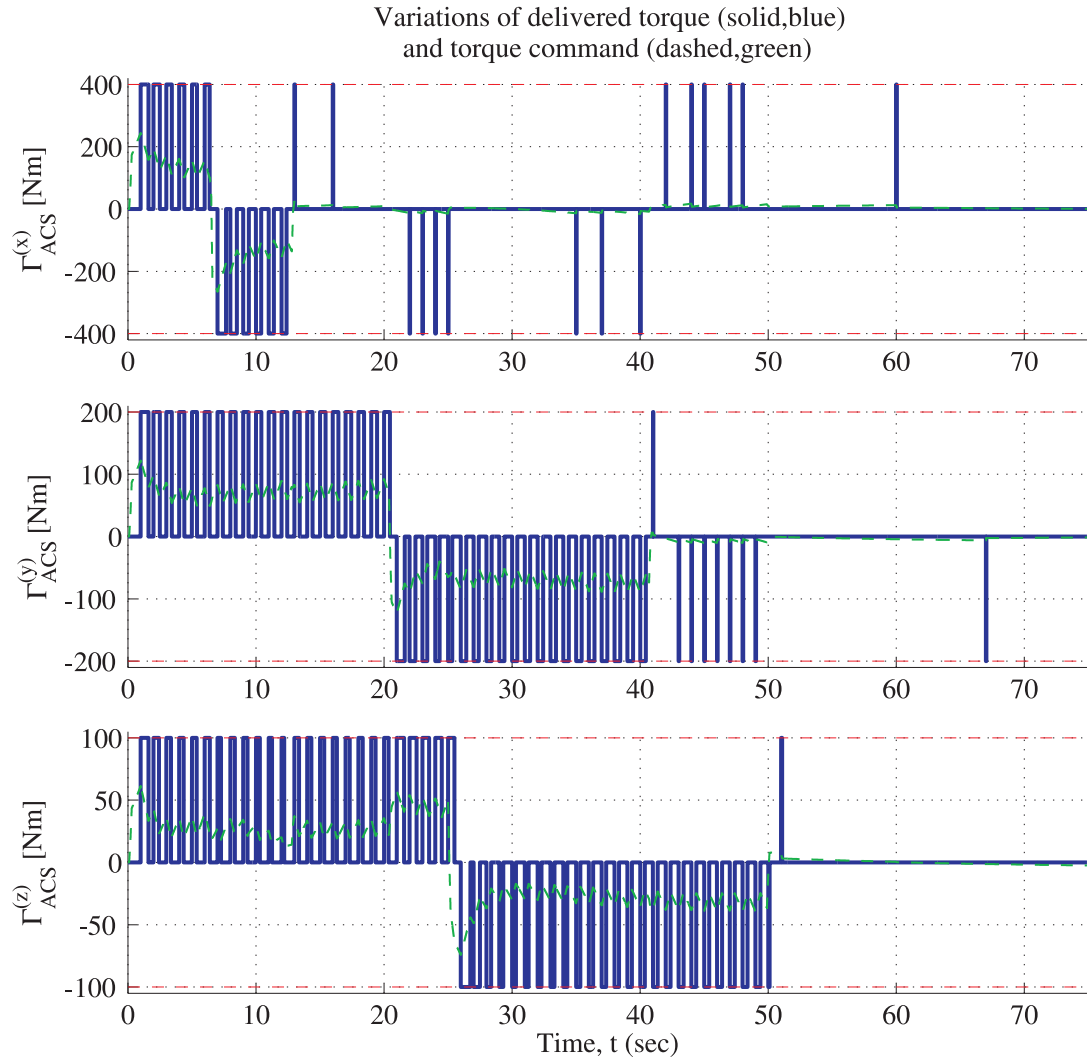 Variations of delivered torque (solid,blue)
and torque command (dashed,green)
400
200
0
-200
-400
Γ(x)ACS [Nm]
0 10 20 30 40 50 60 70
200
100
0
-100
-200
Γ(y)ACS [Nm]
0 10 20 30 40 50 60 70
100
50
0
-50
-100
Γ(z)ACS [Nm]
0 10 20 30 40 50 60 70
Time, t (sec)